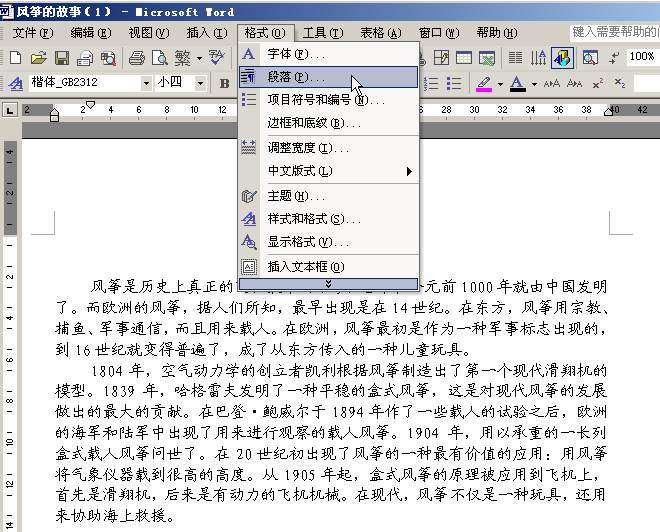 风筝的故事（1） - Microsoft Word
文件(F) 编辑(E) 视图(V) 插入(I) 格式(O) 工具(T) 表格(A) 窗口(W) 帮助(H) 键入需要帮助的问
繁 100%
楷体_GB2312 小四 B
字体(F)...
段落(P)...
项目符号和编号(N)...
边框和底纹(B)...
调整宽度(I)...
中文版式(L)
主题(H)...
样式和格式(S)...
显示格式(V)...
插入文本框(O)
2 2 28 30 32 34 36 38 40 42
4 2 2 4 6 8 10 12 14
风筝是历史上真正的 元前 1000 年就由中国发明
了。而欧洲的风筝，据人们所知，最早出现是在 14 世纪。在东方，风筝用宗教、
捕鱼、军事通信，而且用来载人。在欧洲，风筝最初是作为一种军事标志出现的，
到 16 世纪就变得普遍了，成了从东方传入的一种儿童玩具。
1804 年，空气动力学的创立者凯利根据风筝制造出了第一个现代滑翔机的
模型。1839 年，哈格雷夫发明了一种平稳的盒式风筝，这是对现代风筝的发展
做出的最大的贡献。在巴登·鲍威尔于 1894 年作了一些载人的试验之后，欧洲
的海军和陆军中出现了用来进行观察的载人风筝。1904 年，用以承重的一长列
盒式载人风筝问世了。在 20 世纪初出现了风筝的一种最有价值的应用：用风筝
将气象仪器载到很高的高度。从 1905 年起，盒式风筝的原理被应用到飞机上，
首先是滑翔机，后来是有动力的飞机机械。在现代，风筝不仅是一种玩具，还用
来协助海上救援。